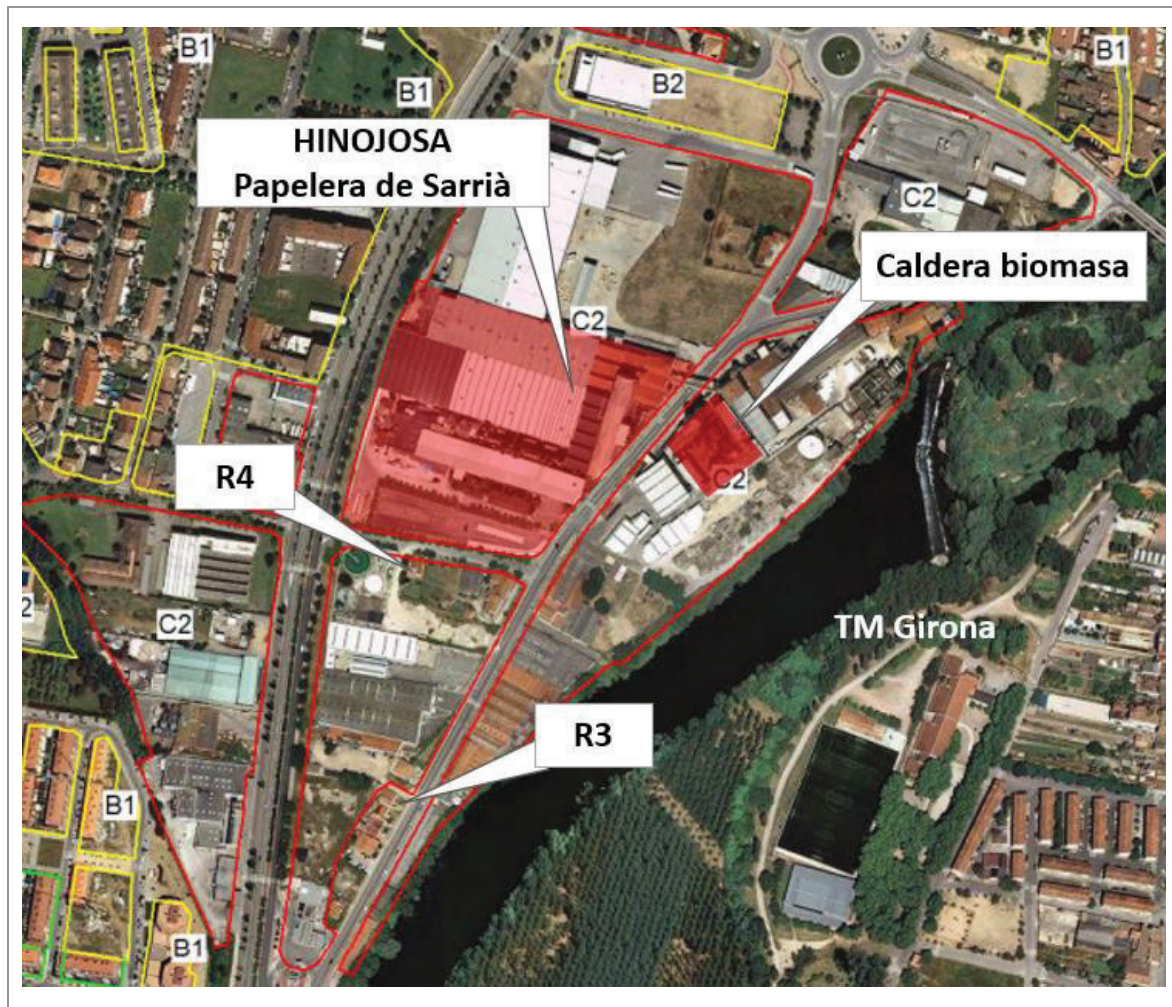 B1
B1
B2
B1
HINOJOSA
Papelera de Sarrià
C2
Caldera biomasa
C2
R4
C2
C2
TM Girona
2
R3
B1
B1